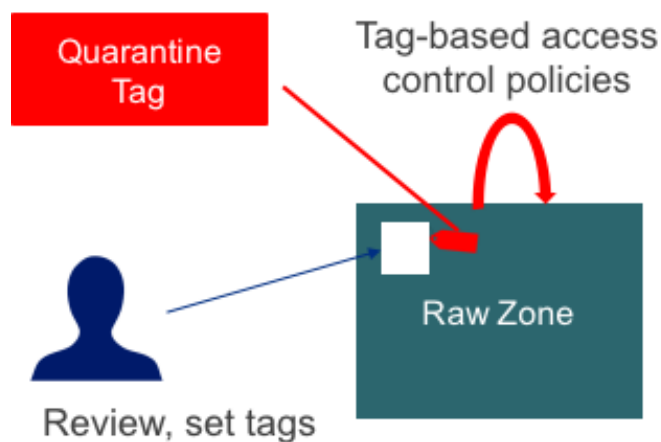 Quarantine
Tag
Tag-based access
control policies
Raw Zone
Review, set tags